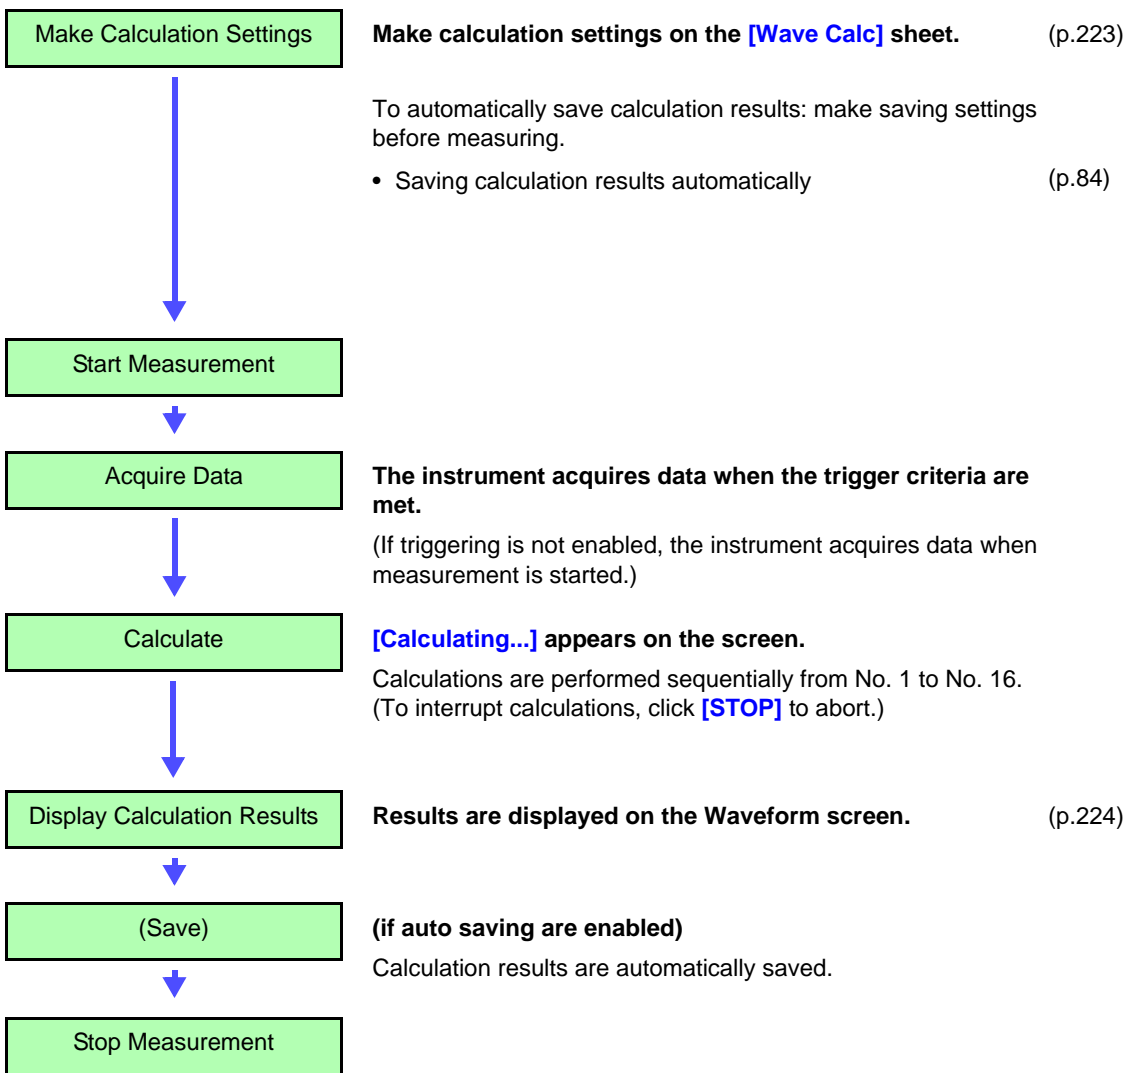 Make Calculation Settings
Make calculation settings on the [Wave Calc] sheet.
(p.223)
To automatically save calculation results: make saving settings
before measuring.
• Saving calculation results automatically
(p.84)
Start Measurement
Acquire Data
The instrument acquires data when the trigger criteria are
met.
(If triggering is not enabled, the instrument acquires data when
measurement is started.)
Calculate
[Calculating...] appears on the screen.
Calculations are performed sequentially from No. 1 to No. 16.
(To interrupt calculations, click [STOP] to abort.)
Display Calculation Results
Results are displayed on the Waveform screen.
(p.224)
(Save)
(if auto saving are enabled)
Calculation results are automatically saved.
Stop Measurement